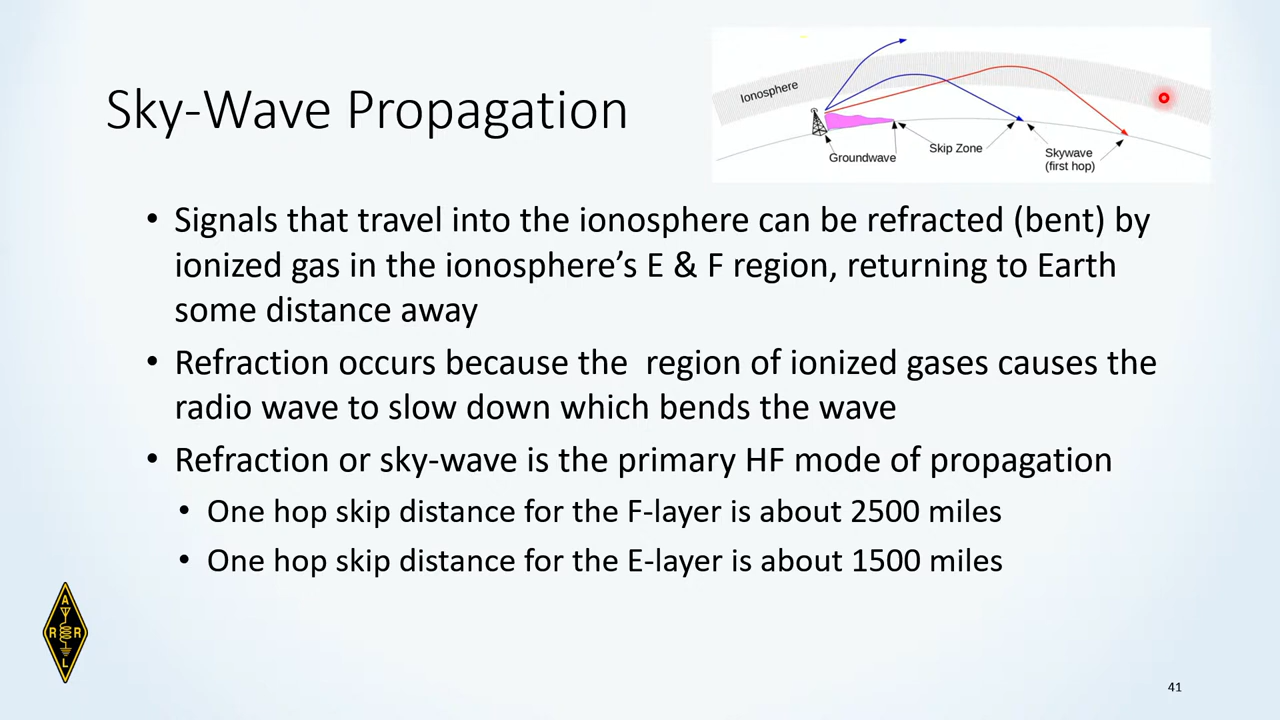 Sky-Wave Propagation
Ionosphere
Groundwave
Skip Zone
Skywave
(first hop)
• Signals that travel into the ionosphere can be refracted (bent) by
ionized gas in the ionosphere’s E & F region, returning to Earth
some distance away
• Refraction occurs because the  region of ionized gases causes the
radio wave to slow down which bends the wave
• Refraction or sky-wave is the primary HF mode of propagation
• One hop skip distance for the F-layer is about 2500 miles
• One hop skip distance for the E-layer is about 1500 miles
A
R R
L
41